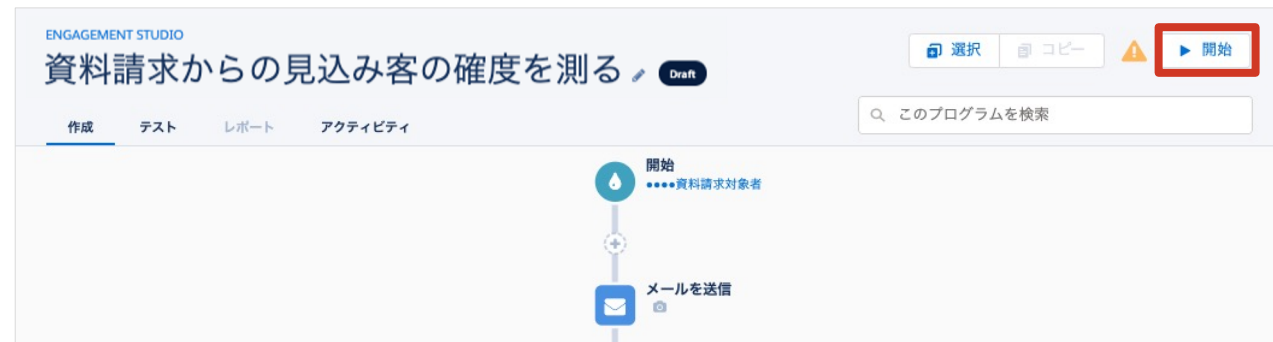 ENGAGEMENT STUDIO
資料請求からの見込み客の確度を測る Draft
選択 コピー 開始
作成 テスト レポート アクティビティ
このプログラムを検索
開始
●●●●資料請求対象者
メールを送信